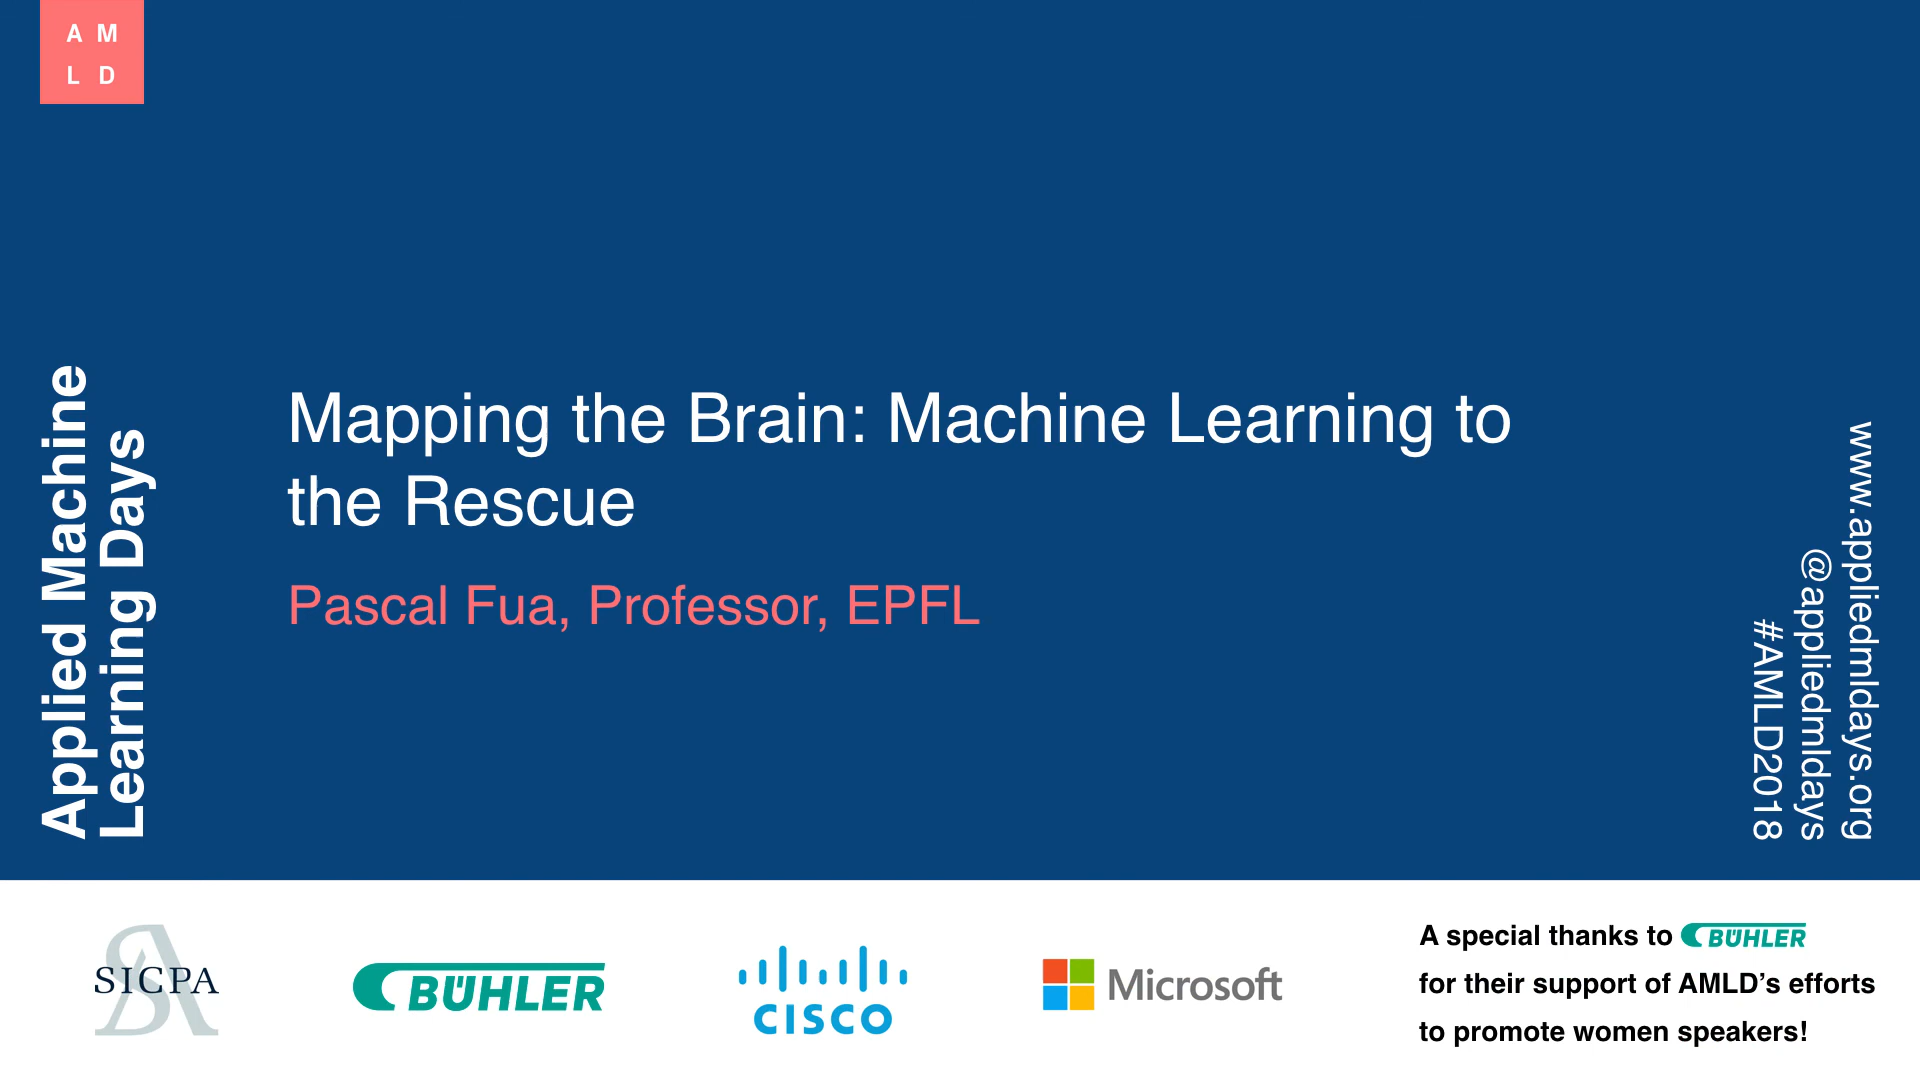 A M
L D
Applied Machine
Learning Days
Mapping the Brain: Machine Learning to
the Rescue
Pascal Fua, Professor, EPFL
www.appliedmldays.org
@appliedmldays
#AMLD2018
SICPA
BÜHLER
CISCO
Microsoft
A special thanks to BÜHLER
for their support of AMLD’s efforts
to promote women speakers!